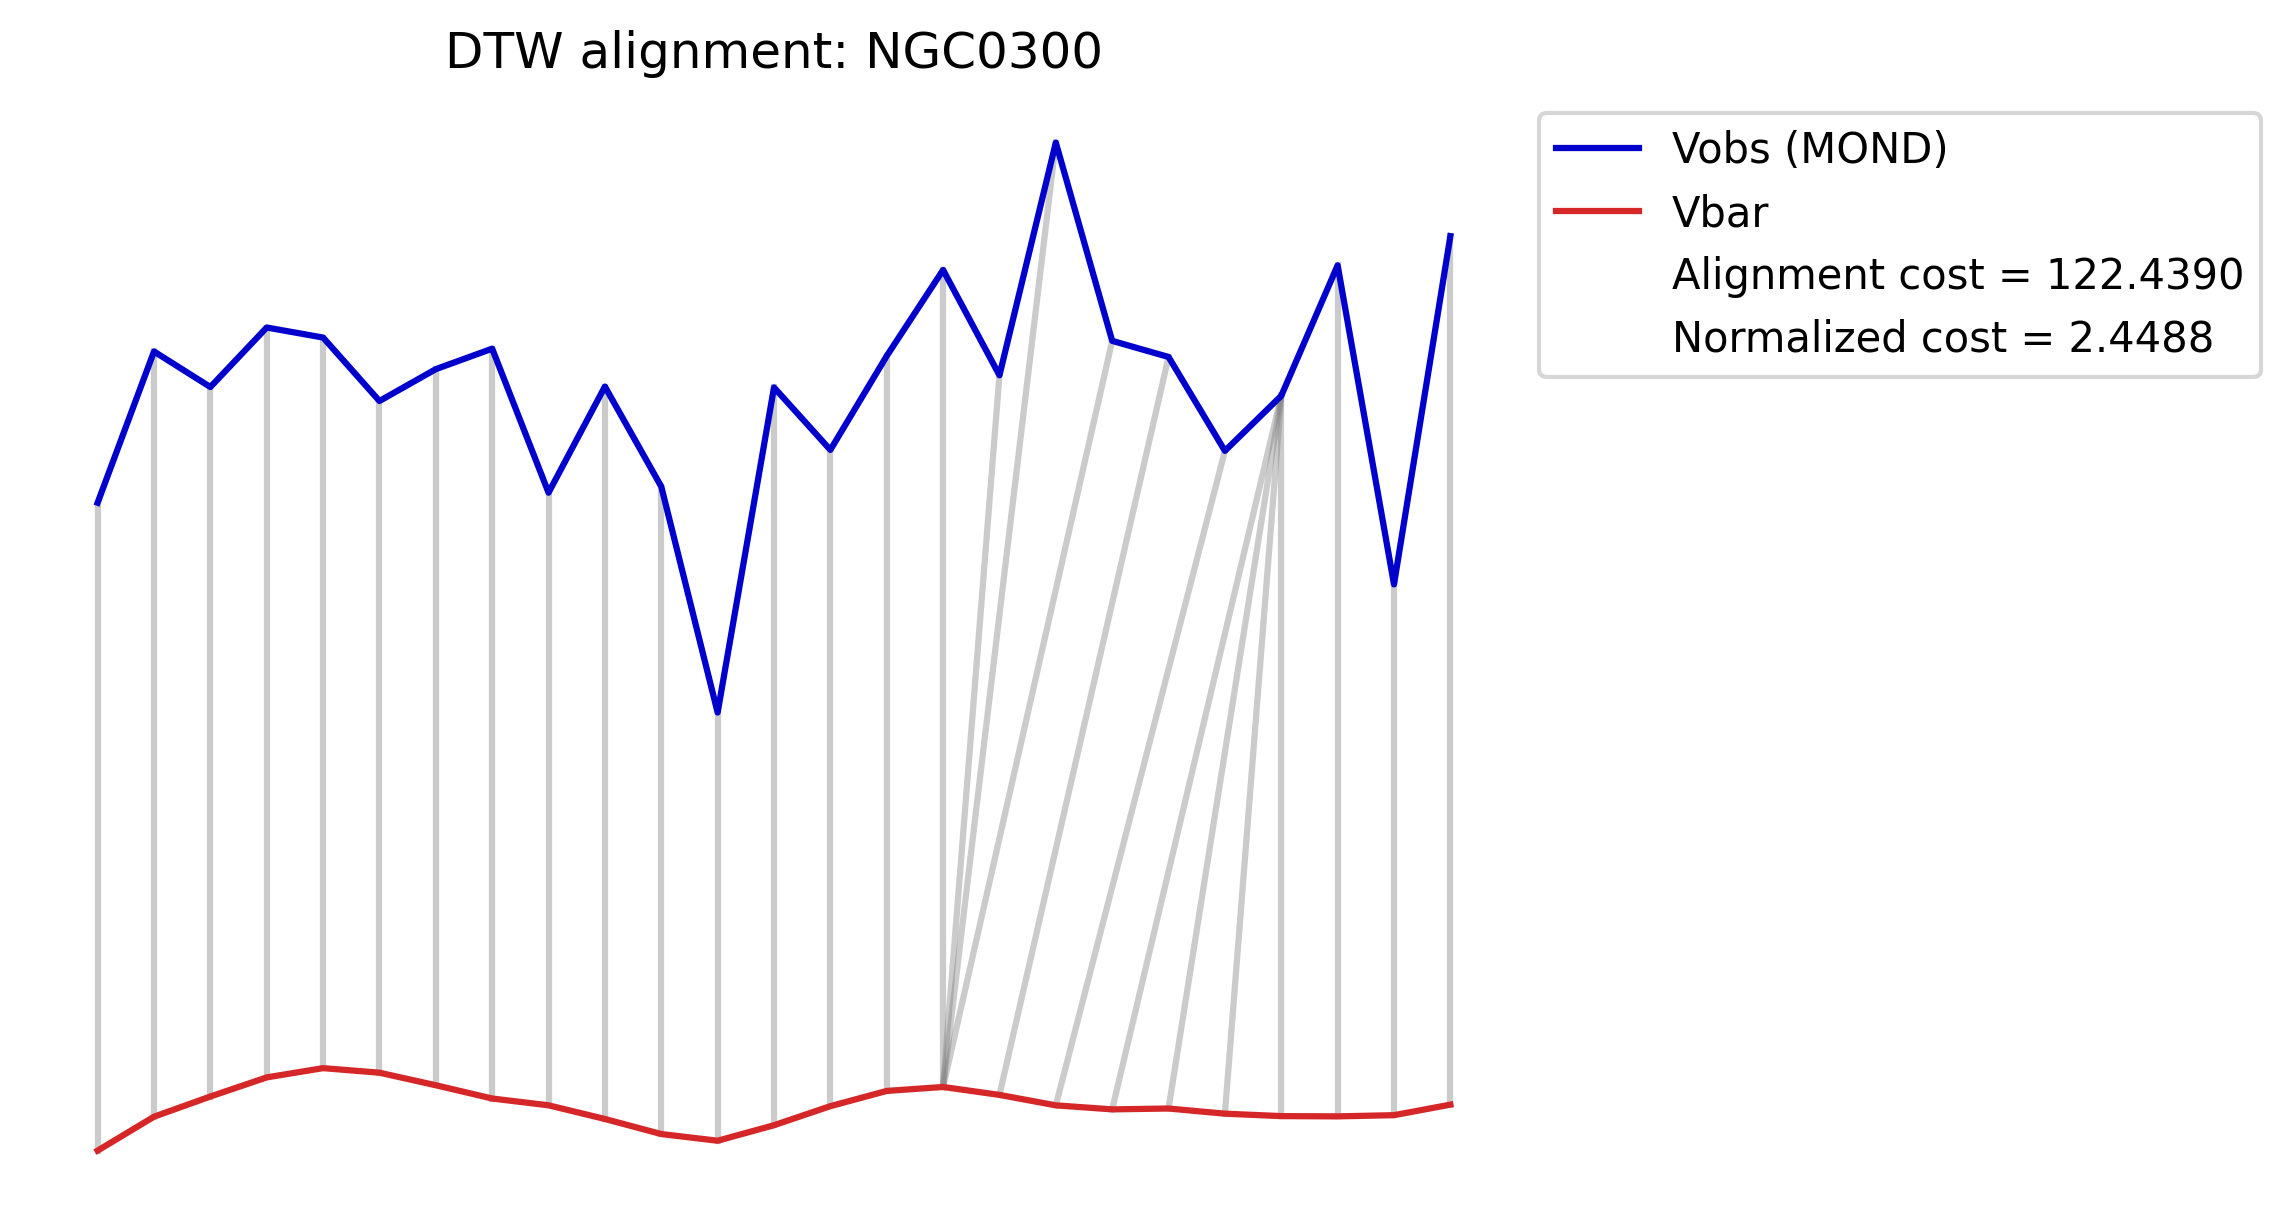 DTW alignment: NGC0300
Vobs (MOND)
Vbar
Alignment cost = 122.4390
Normalized cost = 2.4488